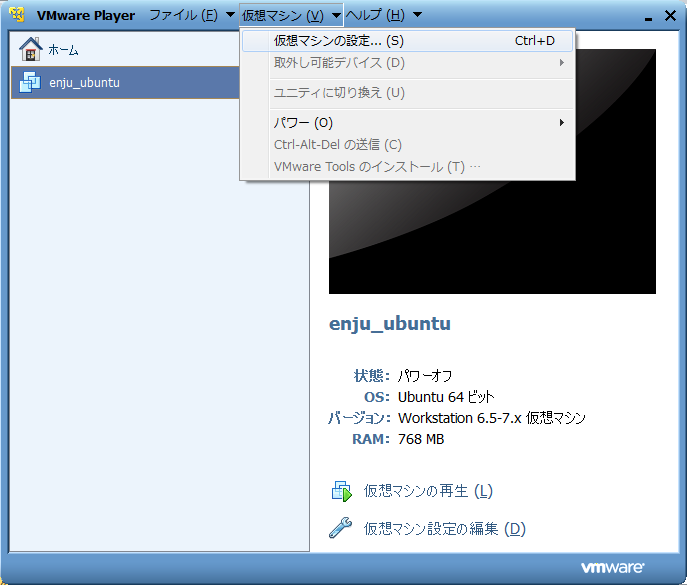 VMware Player ファイル (F) 仮想マシン (V) ヘルプ (H)
ホーム
enju_ubuntu
仮想マシンの設定... (S) Ctrl+D
取外し可能デバイス (D)
ユニティに切り換え (U)
パワー (O)
Ctrl-Alt-Del の送信 (C)
VMware Tools のインストール (T) …
enju_ubuntu
状態: パワーオフ
OS: Ubuntu 64 ビット
バージョン: Workstation 6.5-7.x 仮想マシン
RAM: 768 MB
仮想マシンの再生 (L)
仮想マシン設定の編集 (D)
vmware